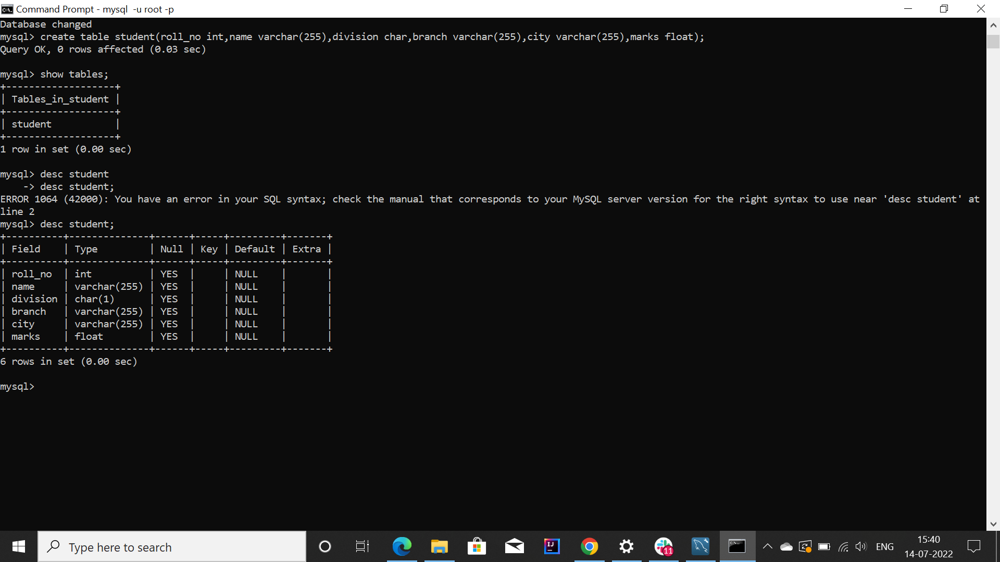 Command Prompt - mysql  -u root -p
Database changed
mysql> create table student(roll_no int,name varchar(255),division char,branch varchar(255),city varchar(255),marks float);
Query OK, 0 rows affected (0.03 sec)

mysql> show tables;
+-------------------+
| Tables_in_student |
+-------------------+
| student           |
+-------------------+
1 row in set (0.00 sec)

mysql> desc student
    -> desc student;
ERROR 1064 (42000): You have an error in your SQL syntax; check the manual that corresponds to your MySQL server version for the right syntax to use near 'desc student' at
line 2
mysql> desc student;
+----------+--------------+------+-----+---------+-------+
| Field    | Type         | Null | Key | Default | Extra |
+----------+--------------+------+-----+---------+-------+
| roll_no  | int          | YES  |     | NULL    |       |
| name     | varchar(255) | YES  |     | NULL    |       |
| division | char(1)      | YES  |     | NULL    |       |
| branch   | varchar(255) | YES  |     | NULL    |       |
| city     | varchar(255) | YES  |     | NULL    |       |
| marks    | float        | YES  |     | NULL    |       |
+----------+--------------+------+-----+---------+-------+
6 rows in set (0.00 sec)

mysql>
Type here to search
IJ
11
ENG
15:40
14-07-2022